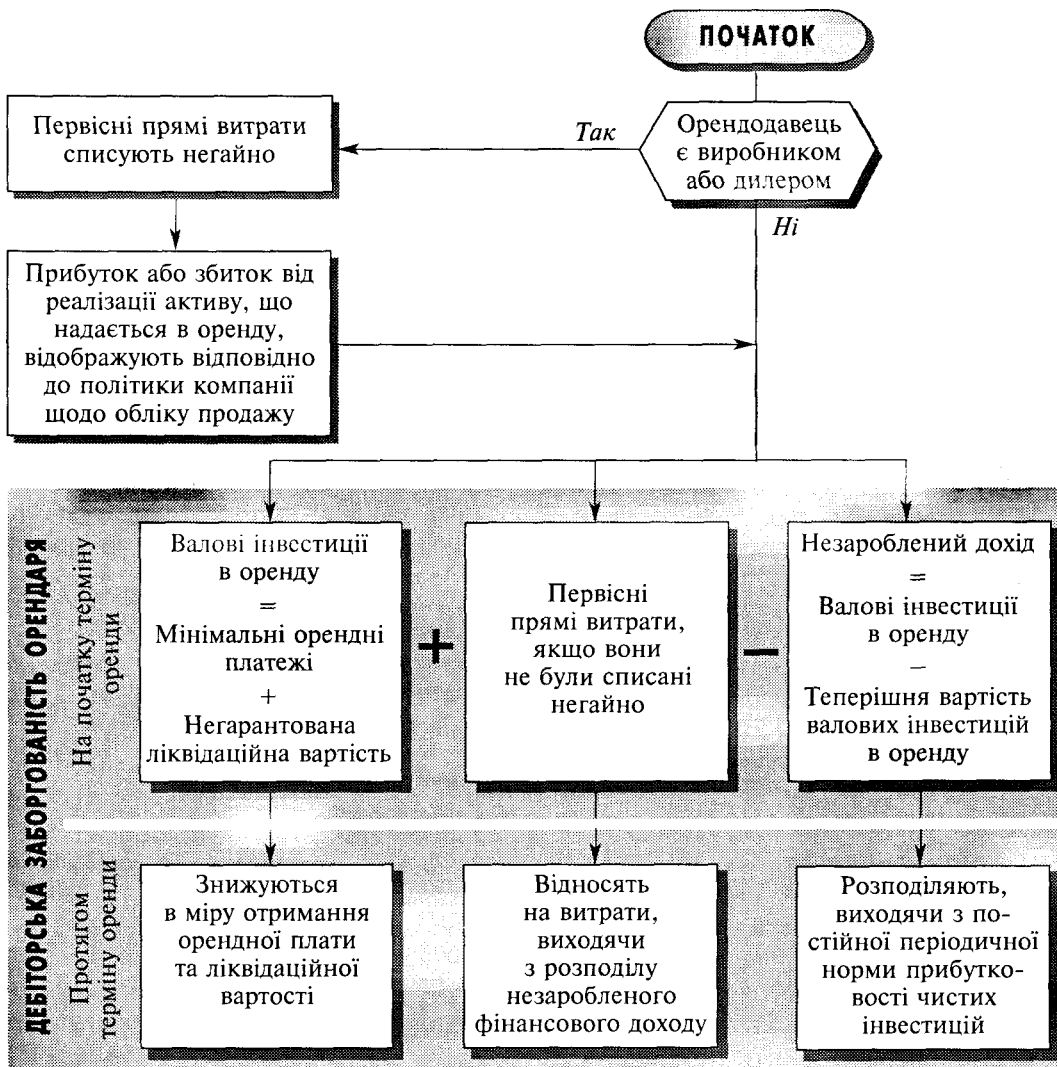 ПОЧАТОК
Орендодавець
є виробником
або дилером
Так
Ні
Первісні прямі витрати
списують негайно
Прибуток або збиток від
реалізації активу, що
надається в оренду,
відображують відповідно
до політики компанії
щодо обліку продажу
ДЕБІТОРСЬКА ЗАБОРГОВАНІСТЬ ОРЕНДАРЯ
На початку терміну
оренди
Валові інвестиції
в оренду
=
Мінімальні орендні
платежі
+
Негарантована
ліквідаційна вартість
+
Первісні
прямі витрати,
якщо вони
не були списані
негайно
−
Незароблений дохід
=
Валові інвестиції
в оренду
−
Теперішня вартість
валових інвестицій
в оренду
Протягом
терміну оренди
Знижуються
в міру отримання
орендної плати
та ліквідаційної
вартості
Відносять
на витрати,
виходячи
з розподілу
незаробленого
фінансового доходу
Розподіляють,
виходячи з по-
стійної періодичної
норми прибутко-
вості чистих
інвестицій